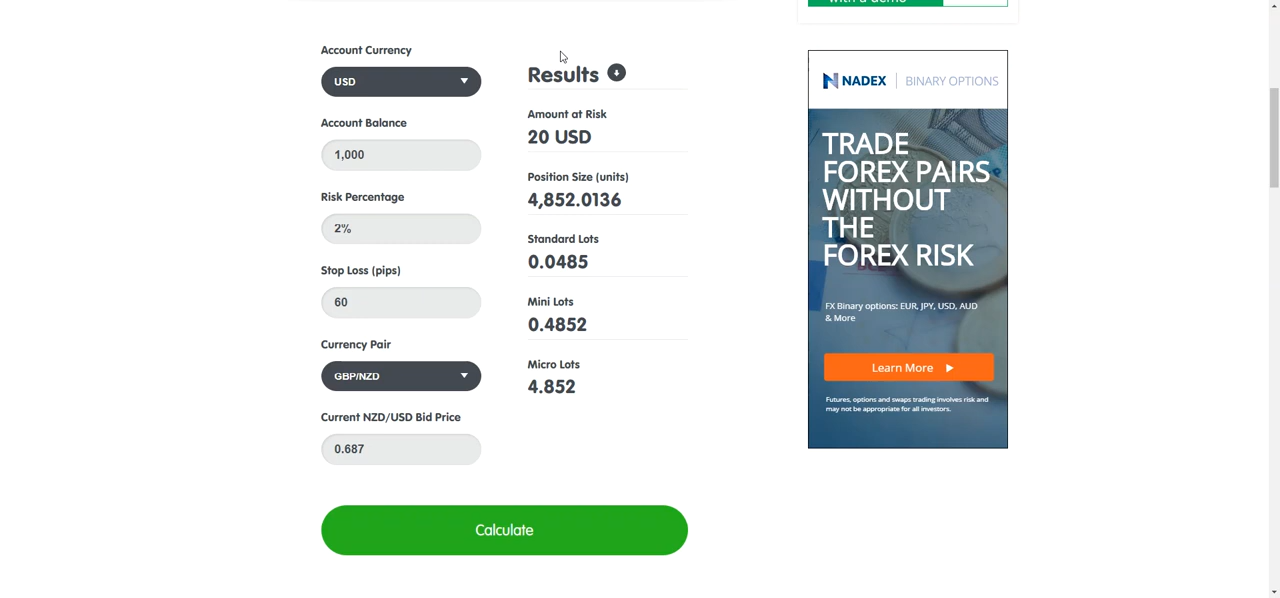 with a demo
Account Currency
USD
Account Balance
1,000
Risk Percentage
2%
Stop Loss (pips)
60
Currency Pair
GBP/NZD
Current NZD/USD Bid Price
0.687
Results
Amount at Risk
20 USD
Position Size (units)
4,852.0136
Standard Lots
0.0485
Mini Lots
0.4852
Micro Lots
4.852
Calculate
NADEX | BINARY OPTIONS
TRADE
FOREX PAIRS
WITHOUT
THE
FOREX RISK
FX Binary options: EUR, JPY, USD, AUD
& More
Learn More
Futures, options and swaps trading involves risk and
may not be appropriate for all investors.